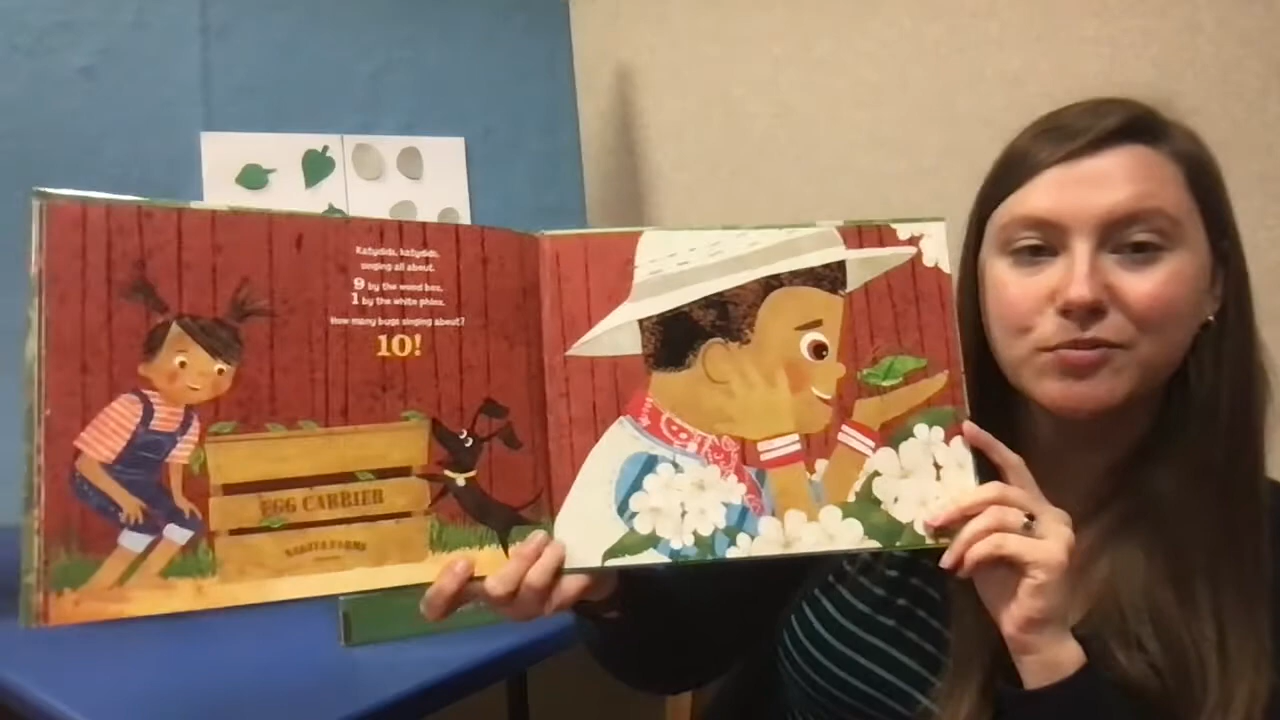 Katydids, katydids,
singing all about.
9 by the wood box,
1 by the white phlox.
How many bugs singing about?
10!
EGG CARRIER
FARMS